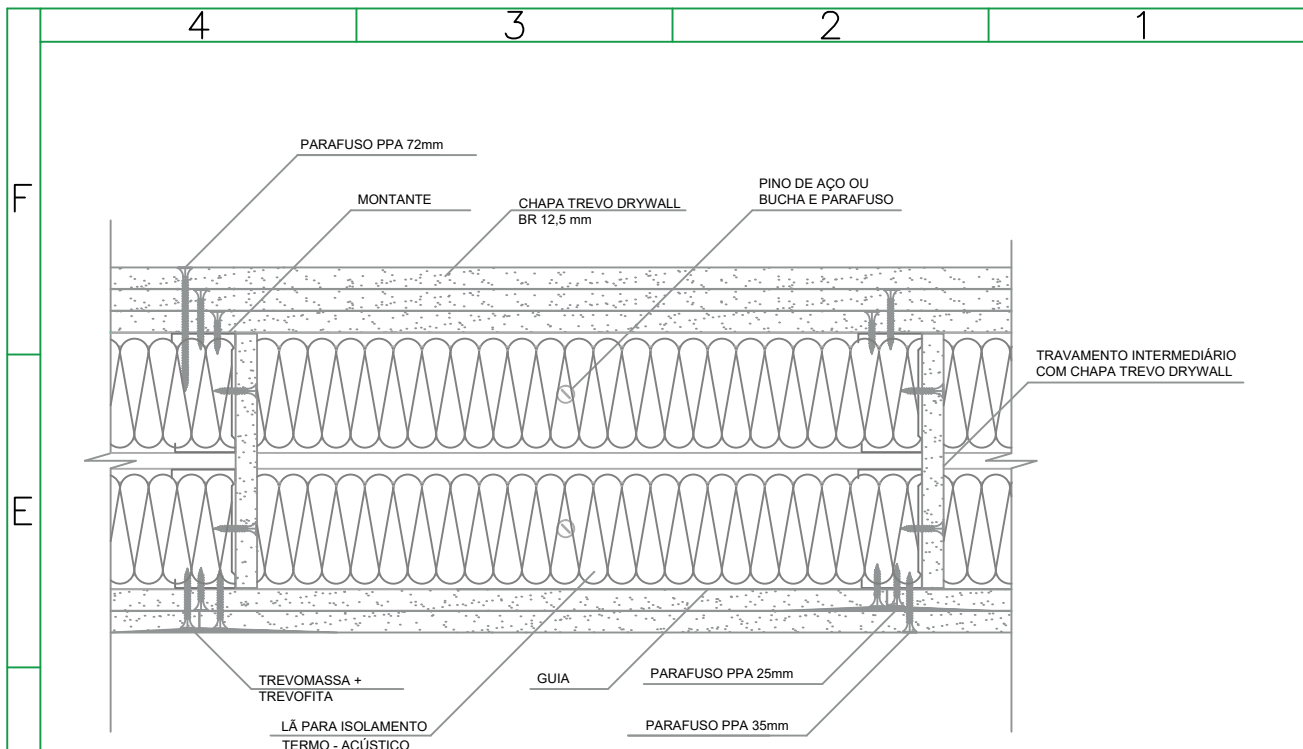 4
3
2
1
F
E
PARAFUSO PPA 72mm
MONTANTE
CHAPA TREVO DRYWALL
BR 12,5 mm
PINO DE AÇO OU
BUCHA E PARAFUSO
TRAVAMENTO INTERMEDIÁRIO
COM CHAPA TREVO DRYWALL
TREVOMASSA +
TREVOFITA
GUIA
PARAFUSO PPA 25mm
LÃ PARA ISOLAMENTO
TERMO - ACÚSTICO
PARAFUSO PPA 35mm